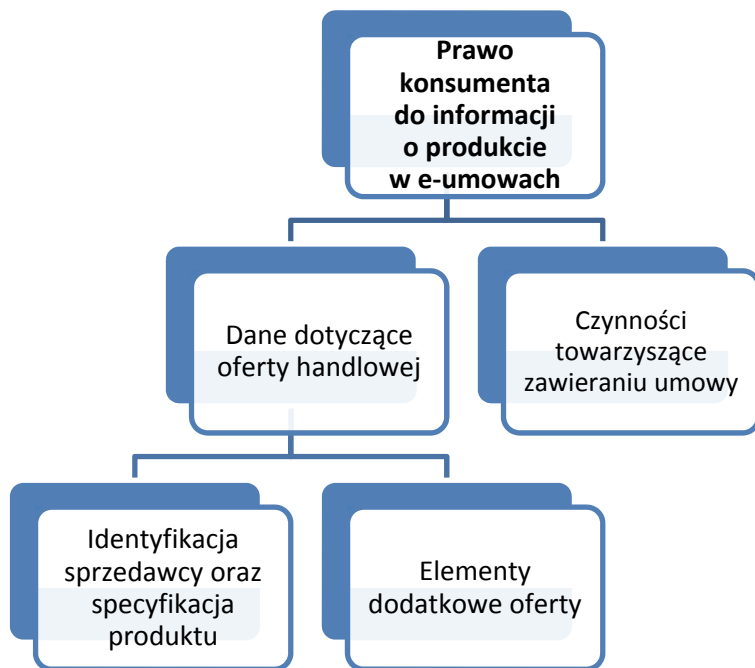 Prawo
konsumenta
do informacji
o produkcie
w e-umowach
Dane dotyczące
oferty handlowej
Czynności
towarzyszące
zawieraniu umowy
Identyfikacja
sprzedawcy oraz
specyfikacja
produktu
Elementy
dodatkowe oferty